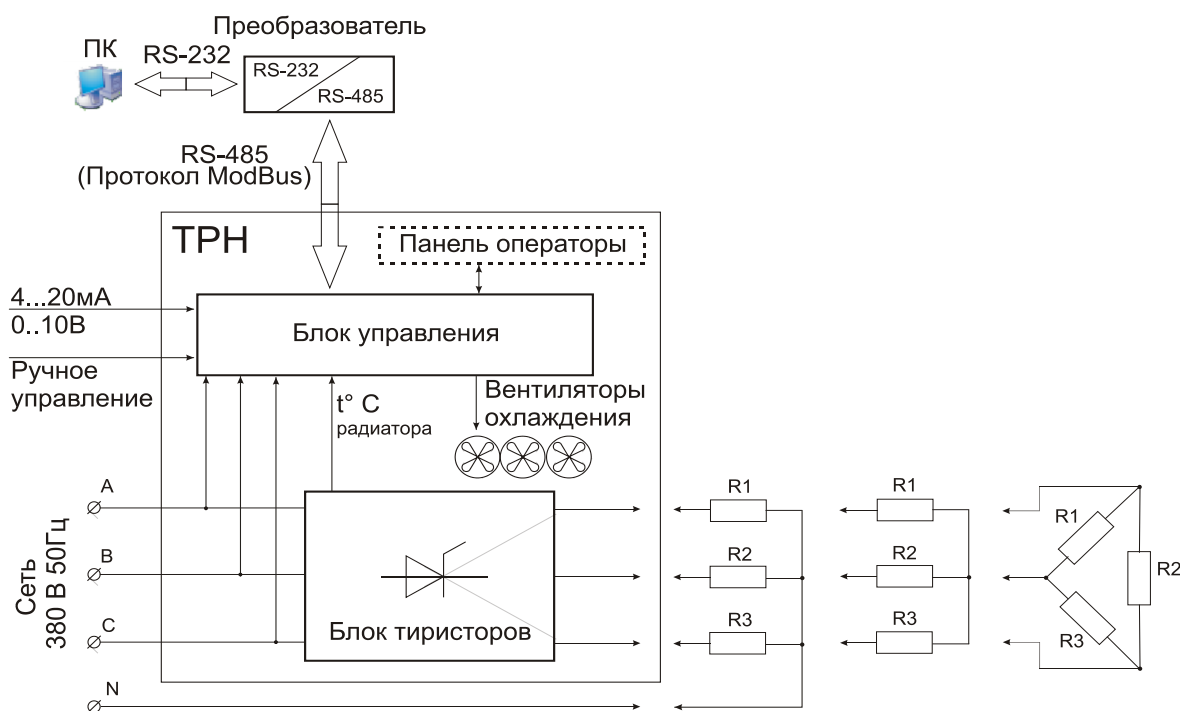 Преобразователь
ПК
RS-232
RS-232
RS-485
RS-485
(Протокол ModBus)
ТРН
Панель операторы
4...20мА
0..10В
Блок управления
Ручное
управление
Вентиляторы
охлаждения
t° C
радиатора
A
B
C
N
Сеть
380 В 50Гц
Блок тиристоров
R1
R2
R3
R1
R2
R3
R1
R2
R3